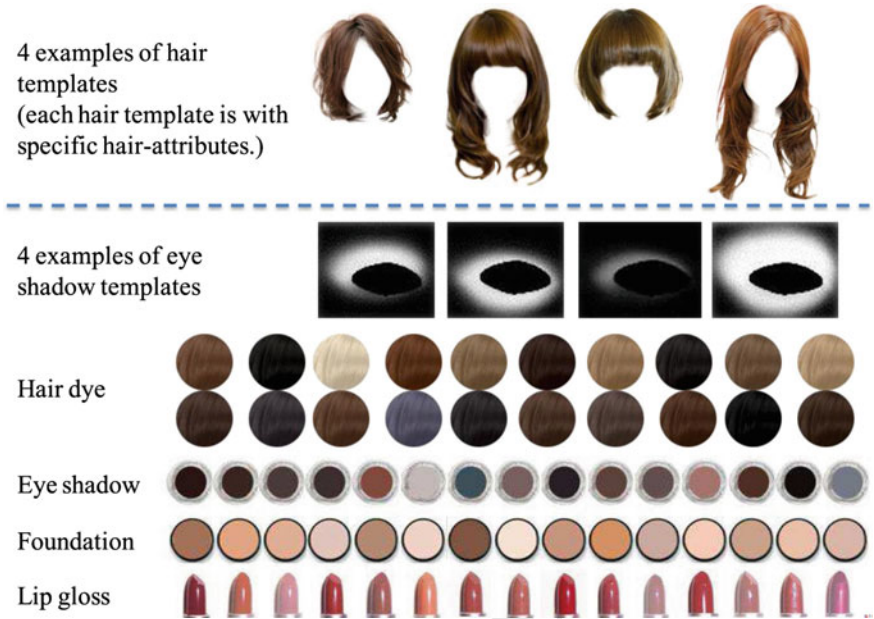 4 examples of hair
templates
(each hair template is with
specific hair-attributes.)
4 examples of eye
shadow templates
Hair dye
Eye shadow
Foundation
Lip gloss